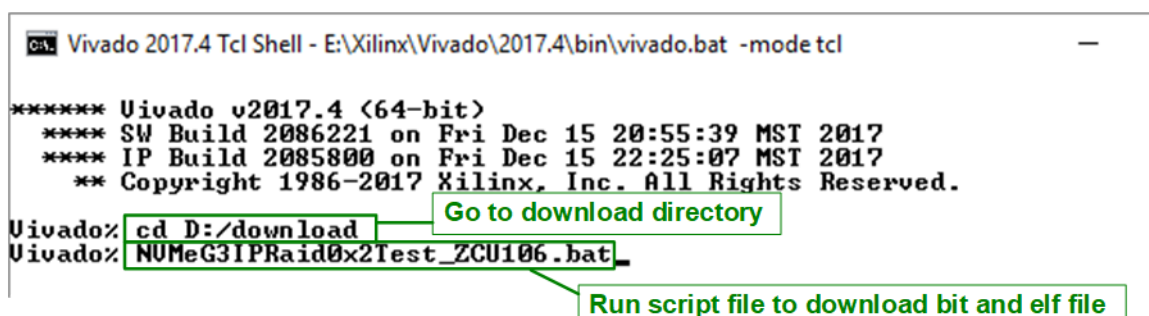 Vivado 2017.4 Tcl Shell - E:\Xilinx\Vivado\2017.4\bin\vivado.bat -mode tcl
****** Vivado v2017.4 (64-bit)
**** SW Build 2086221 on Fri Dec 15 20:55:39 MST 2017
**** IP Build 2085800 on Fri Dec 15 22:25:07 MST 2017
** Copyright 1986-2017 Xilinx, Inc. All Rights Reserved.
Go to download directory
Vivado% cd D:/download
Vivado% NVMeG3IPRaid0x2Test_ZCU106.bat_
Run script file to download bit and elf file